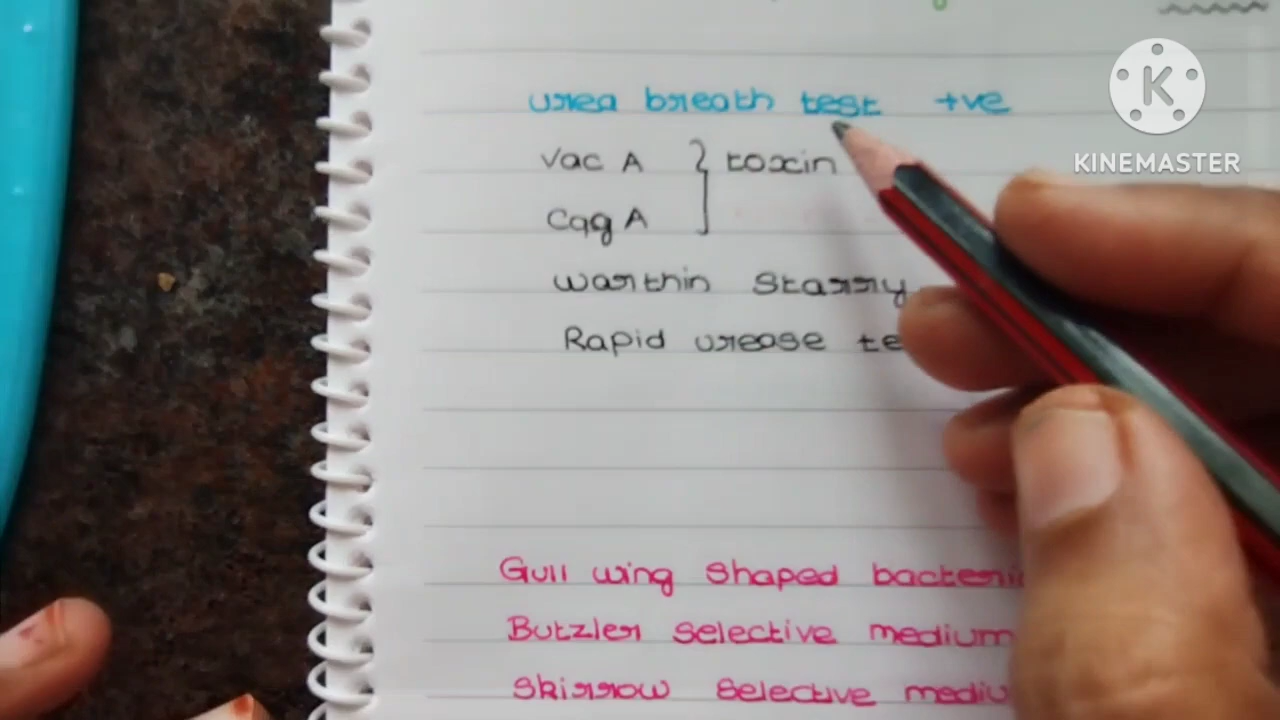 urea breath test +ve
KINEMASTER
Vac A } toxin
Cag A
warthin starry
Rapid urease te
Gull wing shaped bacteri
Butzler selective medium
skirrow selective mediu